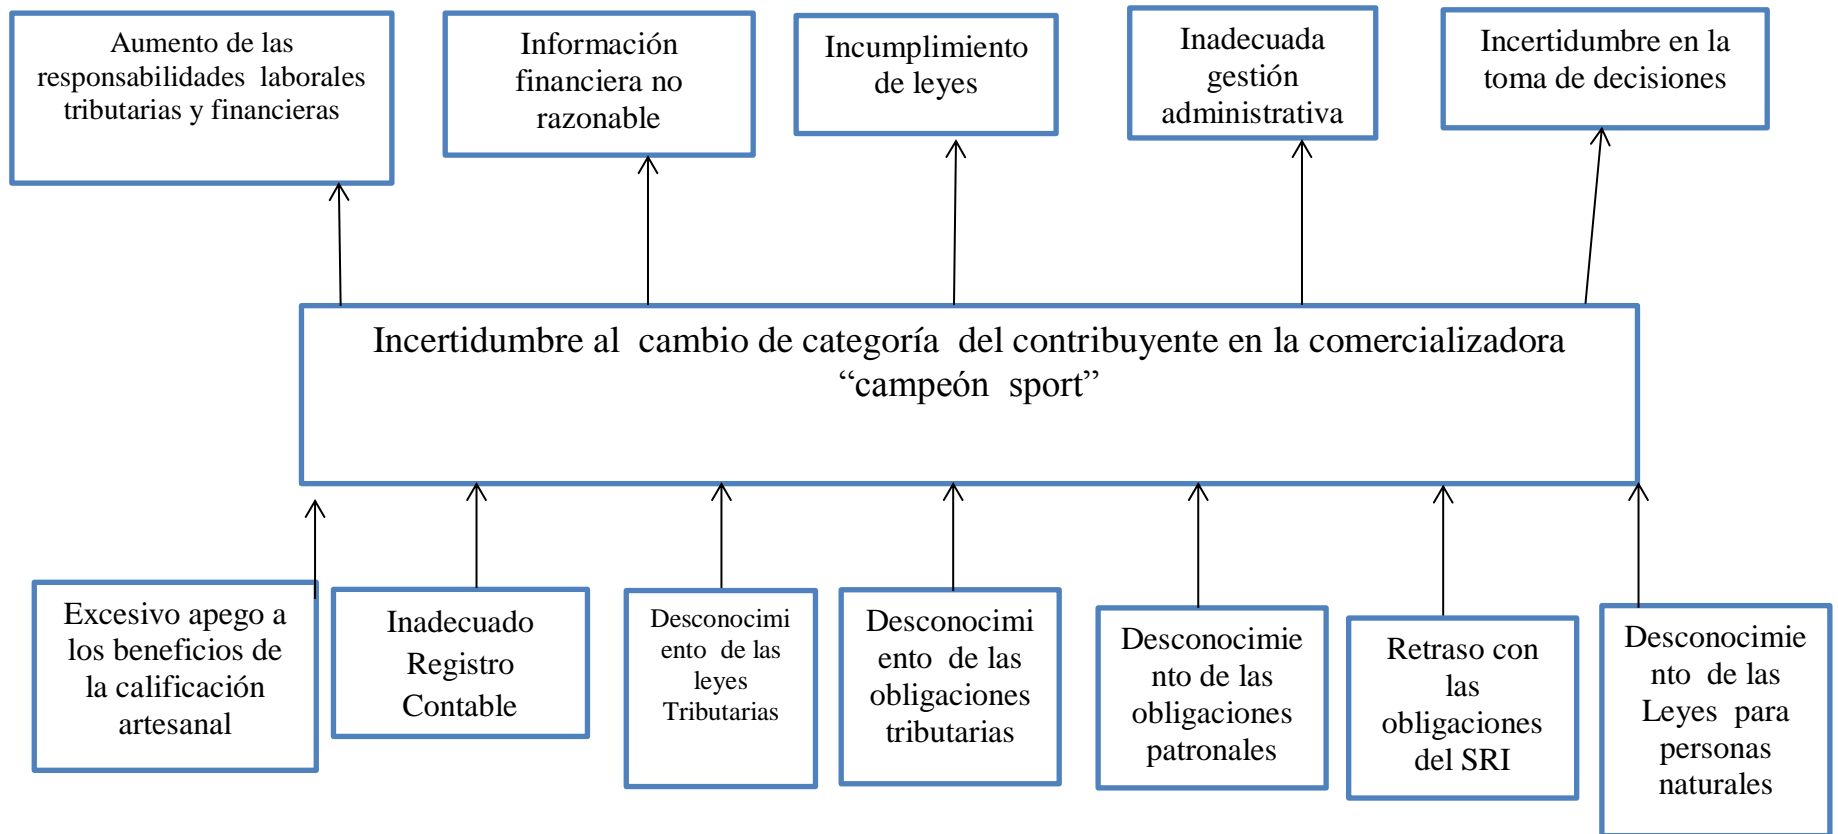 Aumento de las
responsabilidades laborales
tributarias y financieras
Información
financiera no
razonable
Incumplimiento
de leyes
Inadecuada
gestión
administrativa
Incertidumbre en la
toma de decisiones
Incertidumbre al cambio de categoría del contribuyente en la comercializadora
“campeón sport”
Excesivo apego a
los beneficios de
la calificación
artesanal
Inadecuado
Registro
Contable
Desconocimi
ento de las
leyes
Tributarias
Desconocimi
ento de las
obligaciones
tributarias
Desconocimie
nto de las
obligaciones
patronales
Retraso con
las
obligaciones
del SRI
Desconocimie
nto de las
Leyes para
personas
naturales